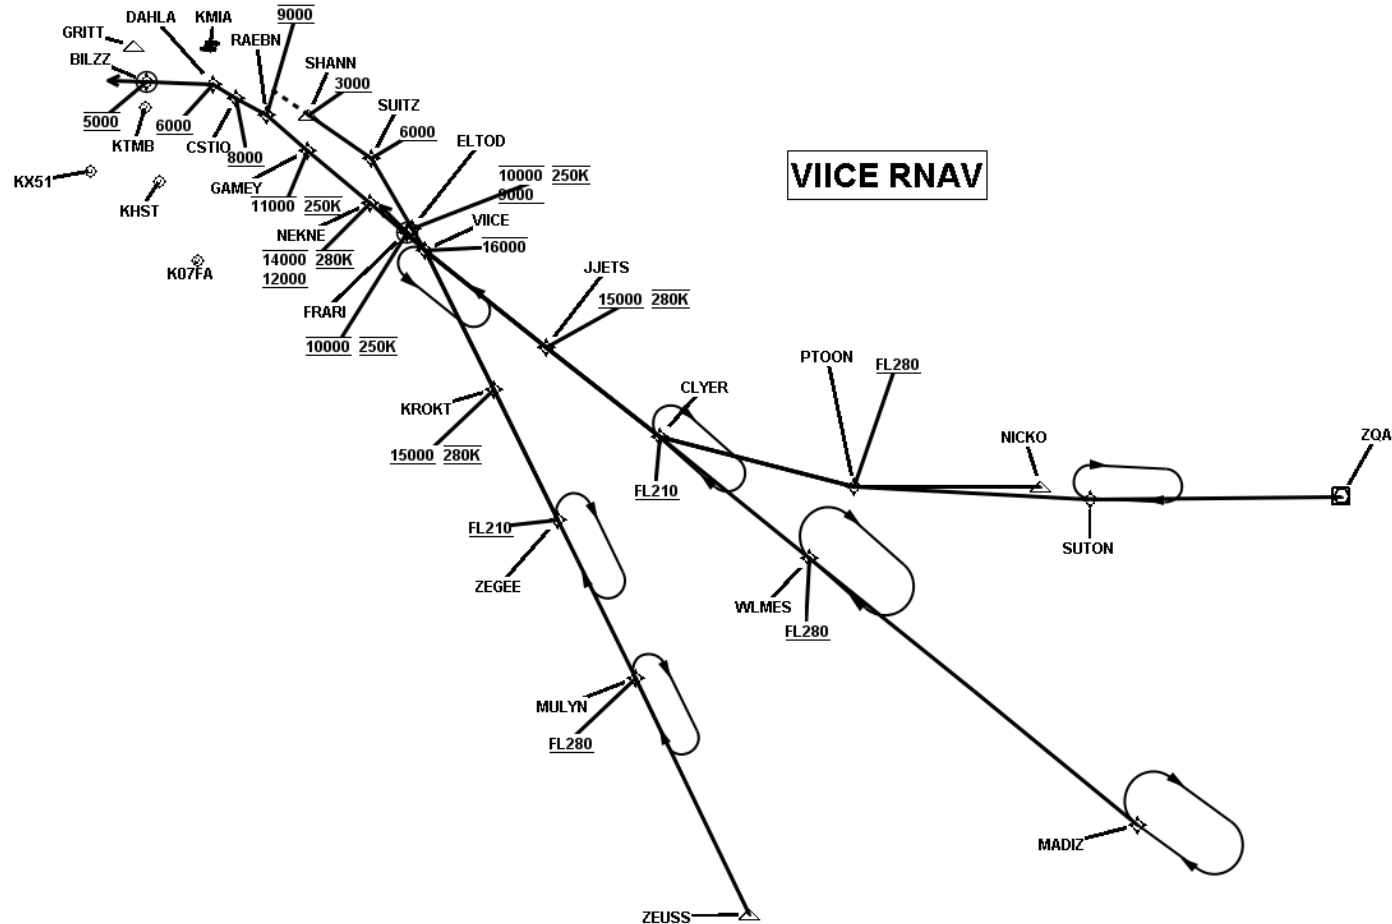 9000
DAHLA
KMIA
GRITT
RAEBN
BILZZ
SHANN
3000
SUITZ
5000
6000
6000
KTMB
CSTIO
8000
ELTOD
VIICE RNAV
KX51
GAMEY
10000 250K
9000
KHST
11000 250K
VIICE
NEKNE
16000
14000 280K
12000
K07FA
JJETS
FRARI
15000 280K
10000 250K
PTOON
FL280
CLYER
KROKT
NICKO
ZQA
15000 280K
FL210
FL210
SUTON
ZEGEE
WLMES
FL280
MULYN
FL280
MADIZ
ZEUSS